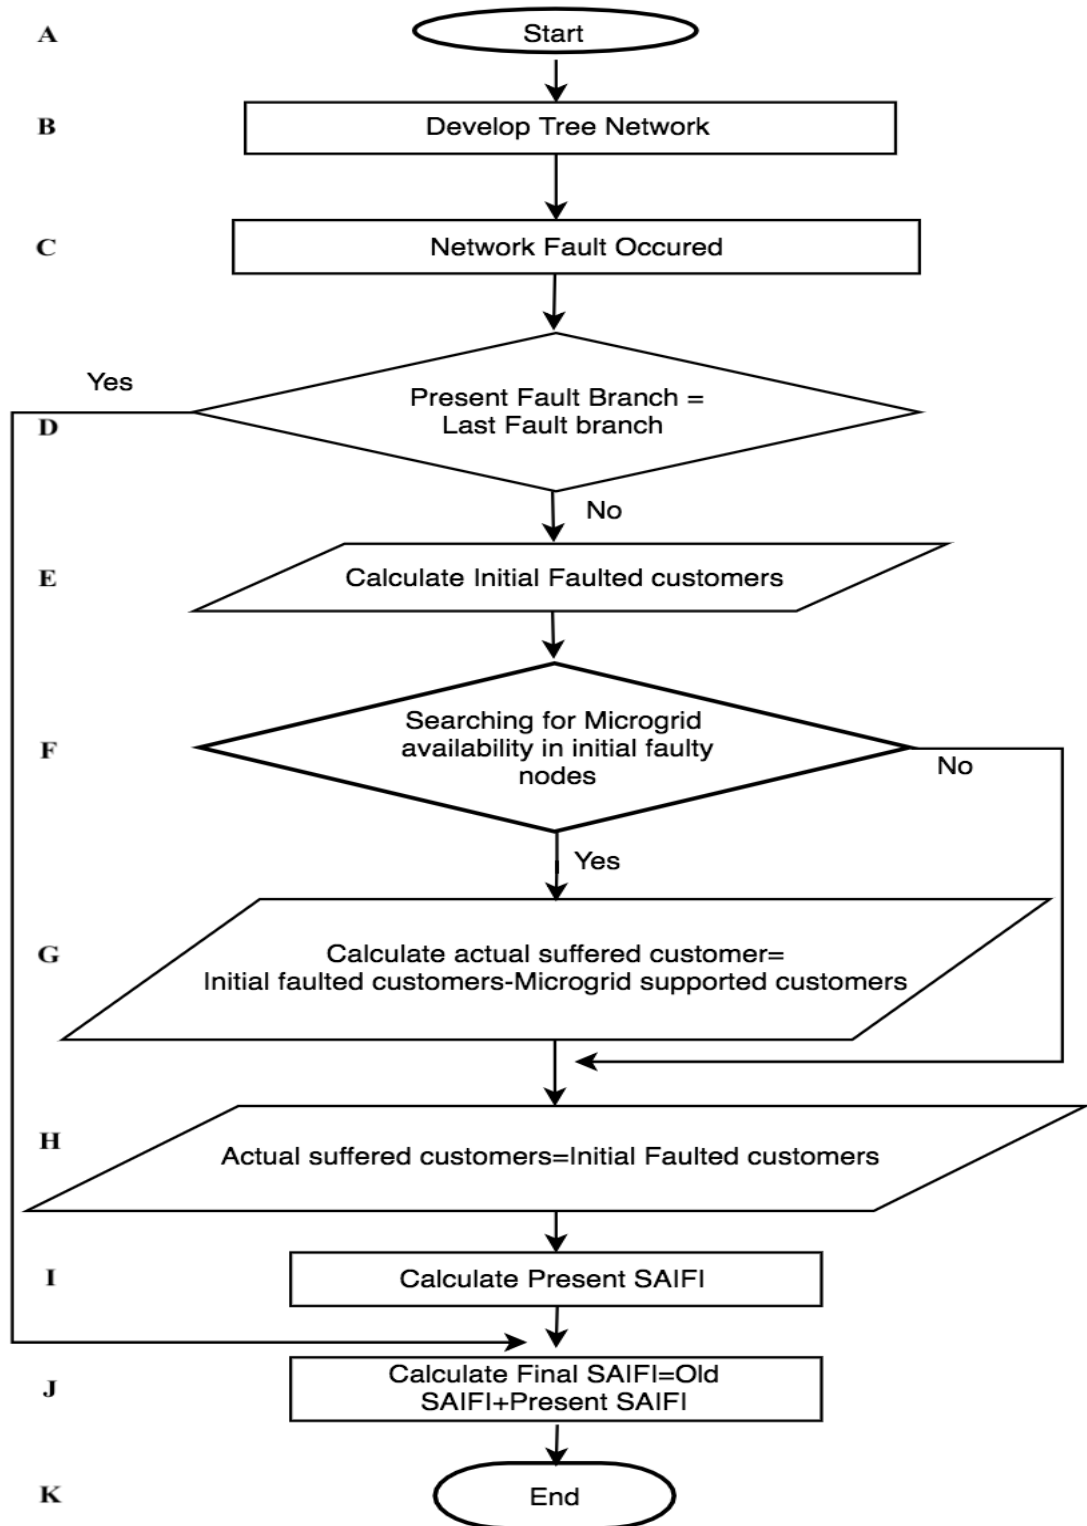 A
Start
B
Develop Tree Network
C
Network Fault Occured
Yes
D
Present Fault Branch =
Last Fault branch
No
E
Calculate Initial Faulted customers
F
Searching for Microgrid
availability in initial faulty
nodes
No
Yes
G
Calculate actual suffered customer=
Initial faulted customers-Microgrid supported customers
H
Actual suffered customers=Initial Faulted customers
I
Calculate Present SAIFI
J
Calculate Final SAIFI=Old
SAIFI+Present SAIFI
K
End